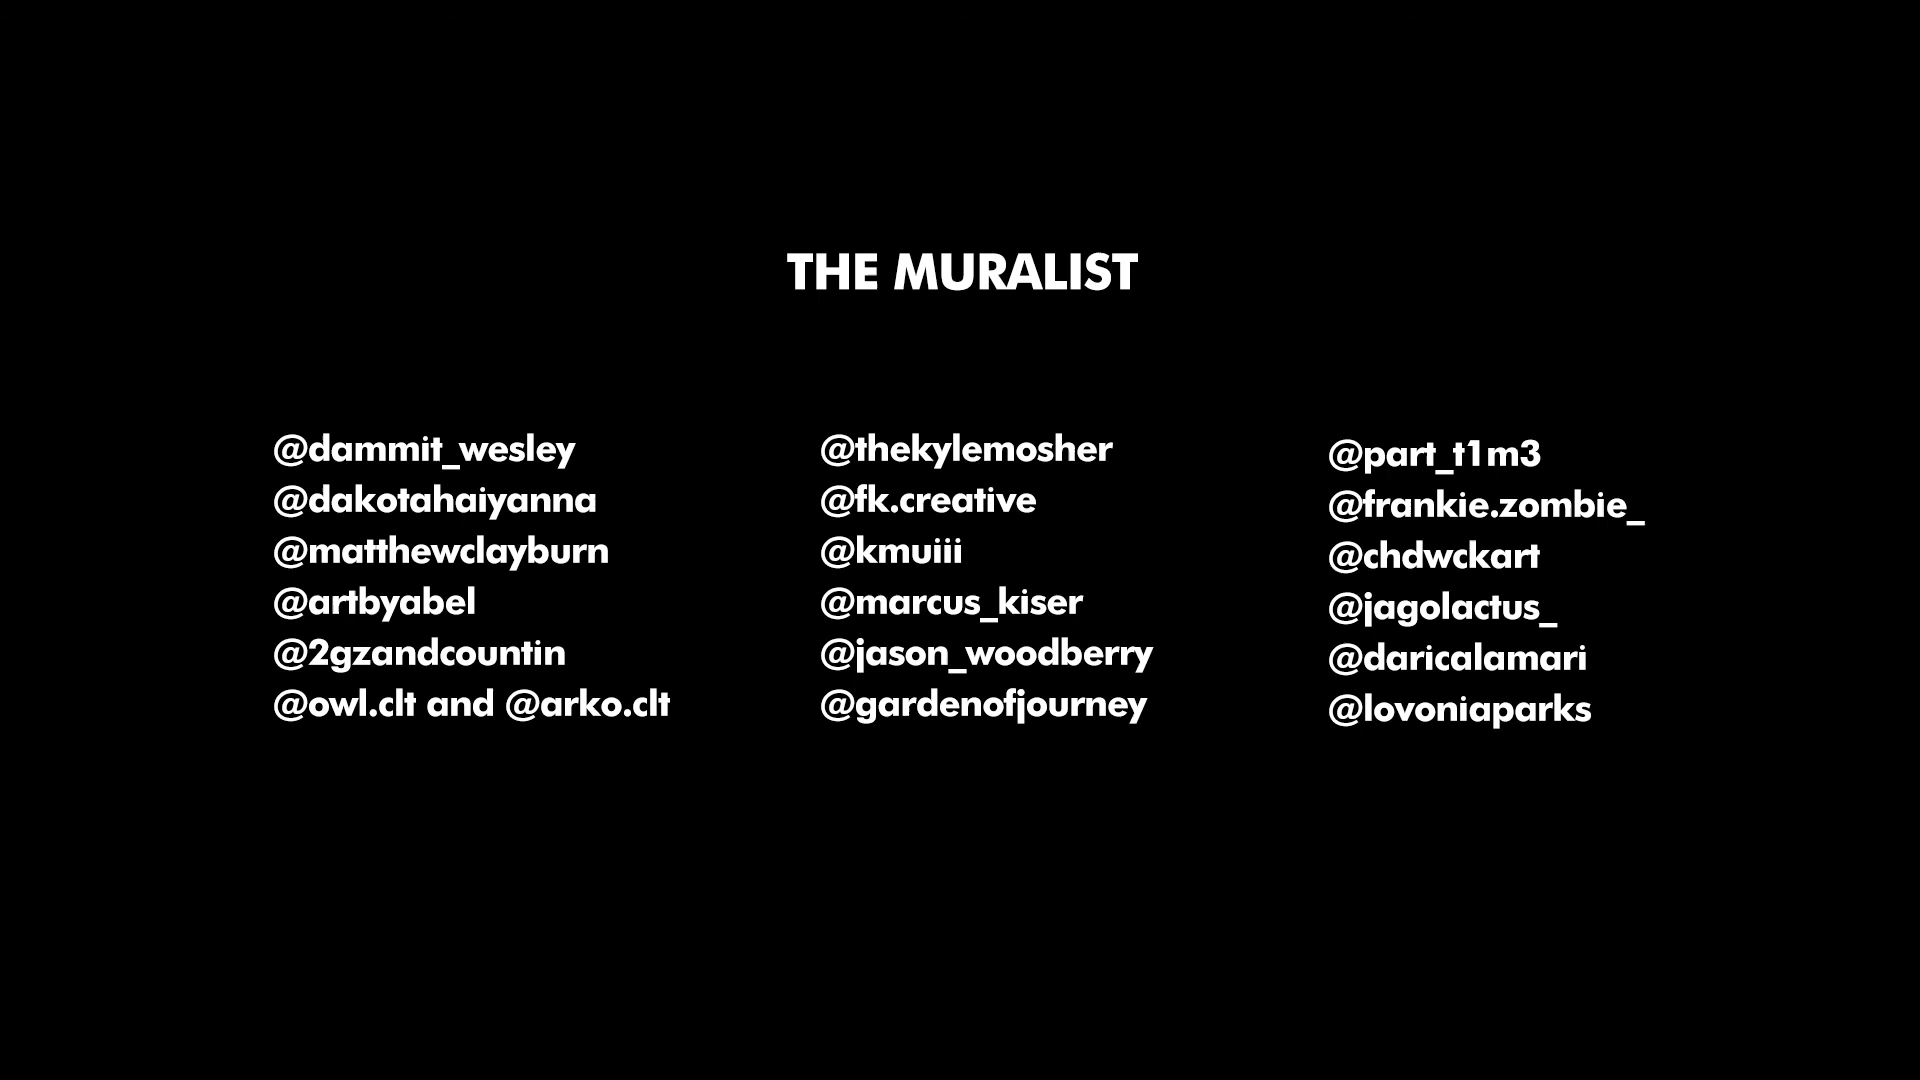 THE MURALIST
@dammit_wesley
@dakotahaiyanna
@matthewclayburn
@artbyabel
@2gzandcountin
@owl.clt and @arko.clt
@thekylemosher
@fk.creative
@kmuiii
@marcus_kiser
@jason_woodberry
@gardenofjourney
@part_t1m3
@frankie.zombie_
@chdwckart
@jagolactus_
@daricalamari
@lovoniaparks